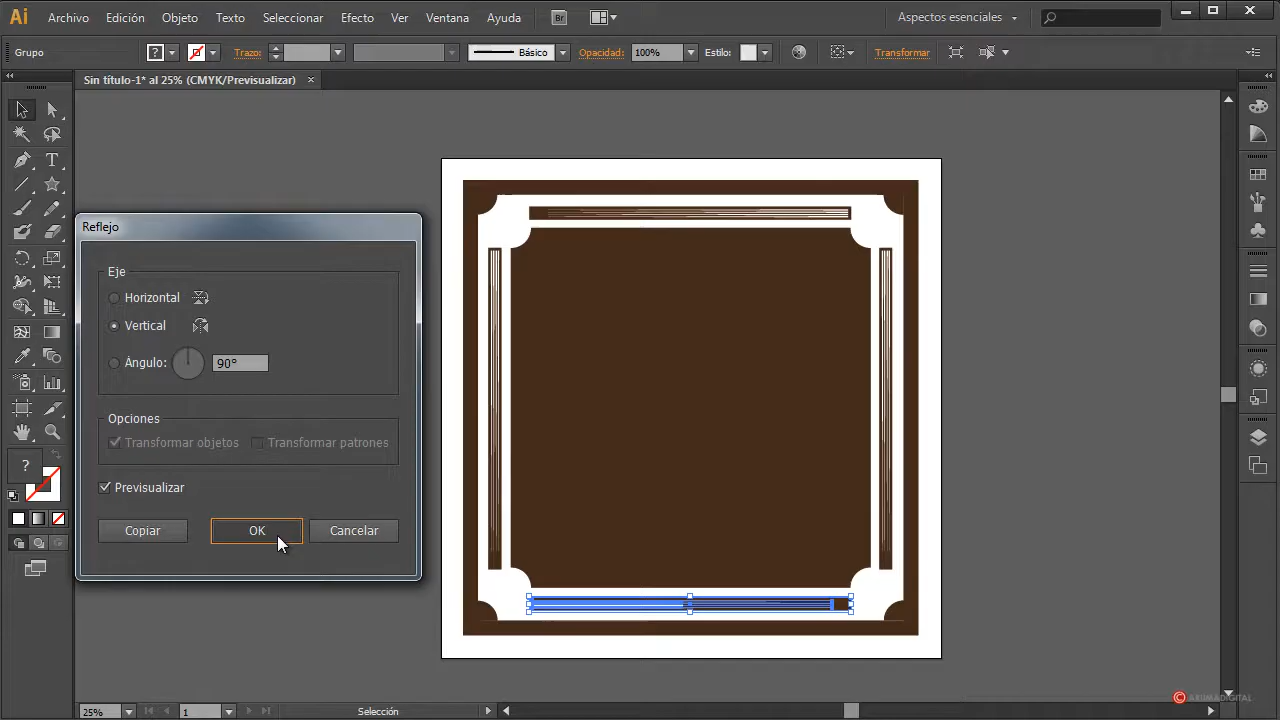 Ai Archivo Edición Objeto Texto Seleccionar Efecto Ver Ventana Ayuda Br Aspectos esenciales
Grupo ? Trazo: Básico Opacidad: 100% Estilo: Transformar
Sin título-1* al 25% (CMYK/Previsualizar) ×
Reflejo
Eje
Horizontal
Vertical
Ángulo: 90°
Opciones
Transformar objetos Transformar patrones
Previsualizar
Copiar OK Cancelar
T
?
25% 1 Selección
© AKUMADIGITAL